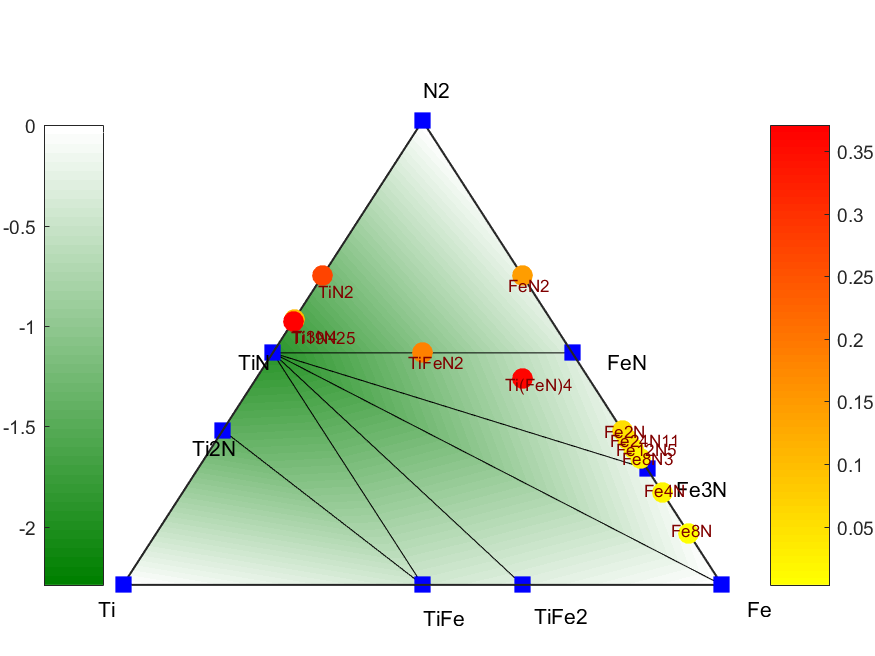 N2
0
-0.5
-1
-1.5
-2
0.35
0.3
0.25
0.2
0.15
0.1
0.05
TiN2
FeN2
TiN
TiFeN2
FeN
Ti(FeN)4
Fe2N
Fe24N11
Fe12N5
Fe8N3
Ti2N
Fe4N
Fe3N
Fe8N
Ti
TiFe
TiFe2
Fe